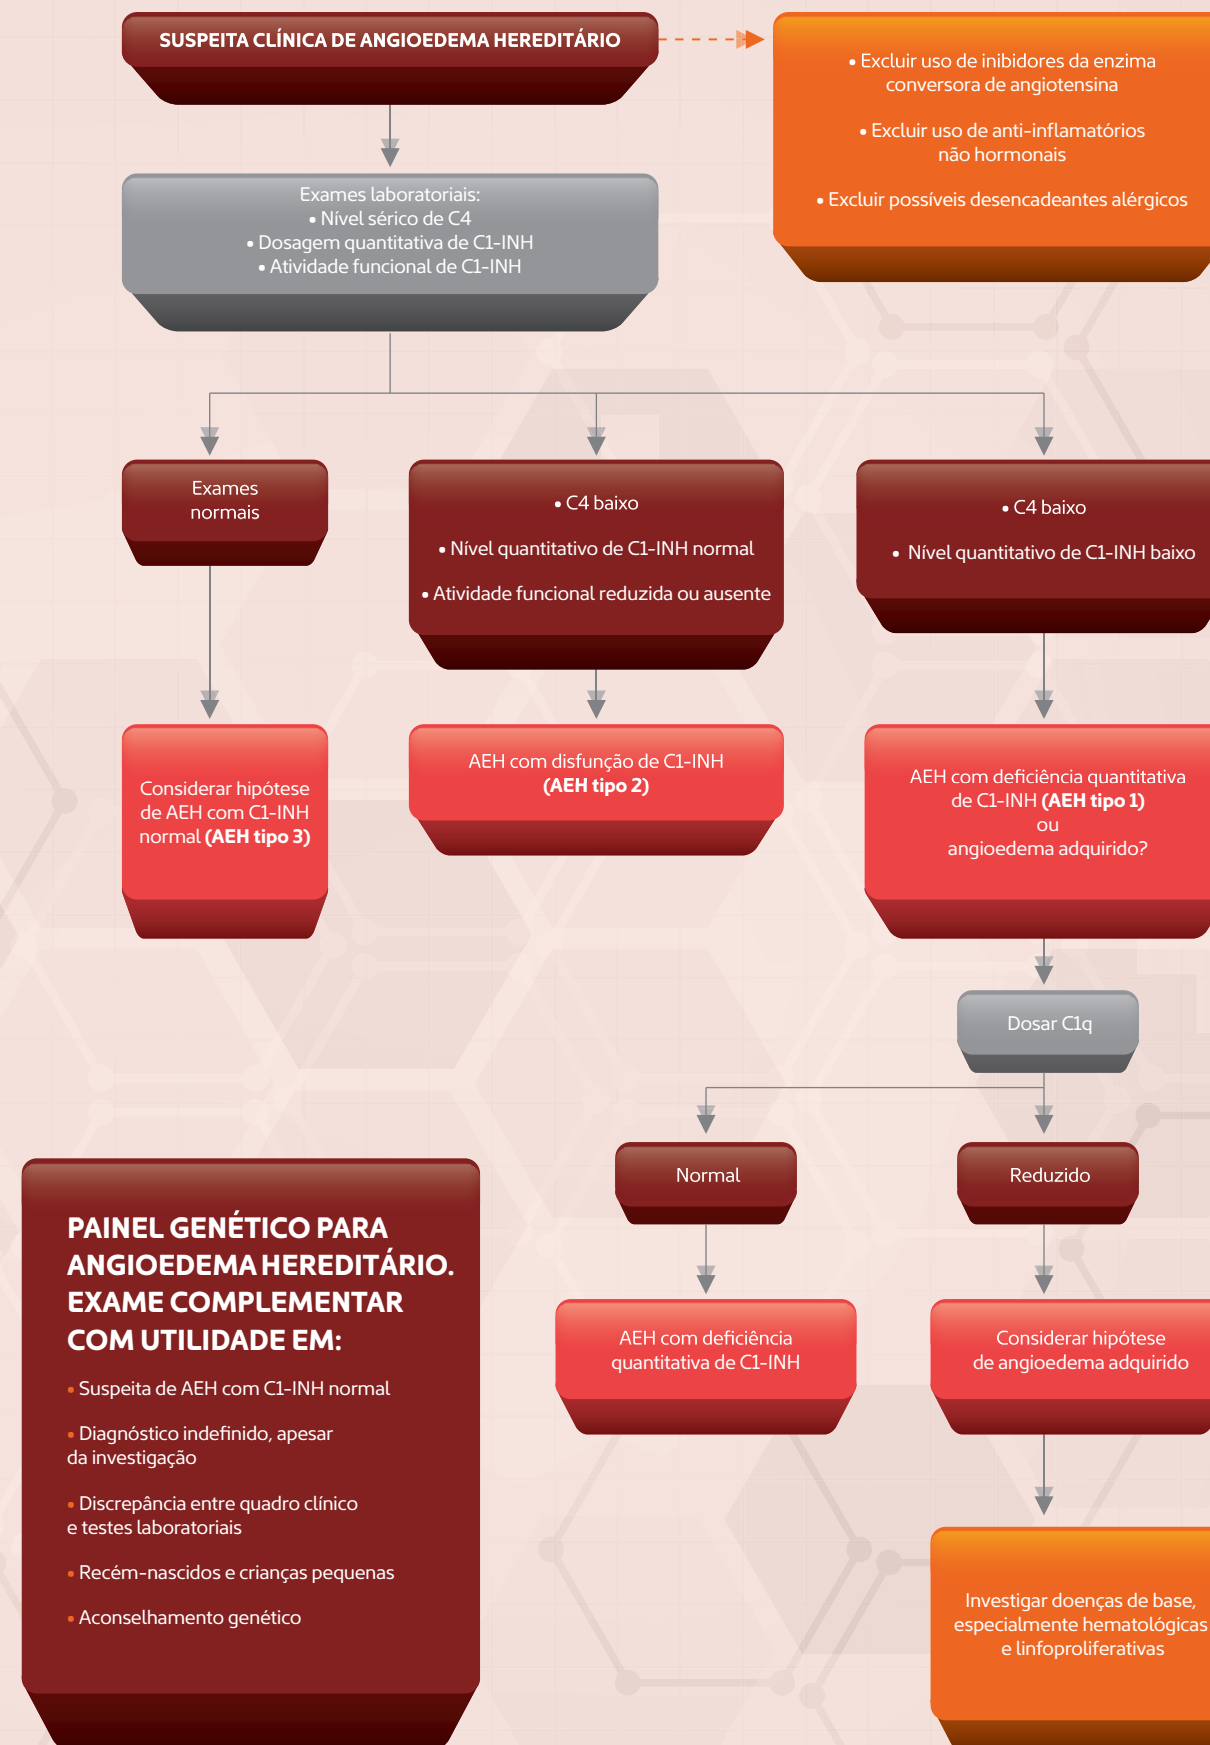 SUSPEITA CLÍNICA DE ANGIOEDEMA HEREDITÁRIO
• Excluir uso de inibidores da enzima
conversora de angiotensina
• Excluir uso de anti-inflamatórios
não hormonais
• Excluir possíveis desencadeantes alérgicos
Exames laboratoriais:
• Nível sérico de C4
• Dosagem quantitativa de C1-INH
• Atividade funcional de C1-INH
Exames
normais
• C4 baixo
• Nível quantitativo de C1-INH normal
• Atividade funcional reduzida ou ausente
• C4 baixo
• Nível quantitativo de C1-INH baixo
Considerar hipótese
de AEH com C1-INH
normal (AEH tipo 3)
AEH com disfunção de C1-INH
(AEH tipo 2)
AEH com deficiência quantitativa
de C1-INH (AEH tipo 1)
ou
angioedema adquirido?
Dosar C1q
Normal
Reduzido
AEH com deficiência
quantitativa de C1-INH
Considerar hipótese
de angioedema adquirido
Investigar doenças de base,
especialmente hematológicas
e linfoproliferativas
PAINEL GENÉTICO PARA
ANGIOEDEMA HEREDITÁRIO.
EXAME COMPLEMENTAR
COM UTILIDADE EM:
• Suspeita de AEH com C1-INH normal
• Diagnóstico indefinido, apesar
da investigação
• Discrepância entre quadro clínico
e testes laboratoriais
• Recém-nascidos e crianças pequenas
• Aconselhamento genético